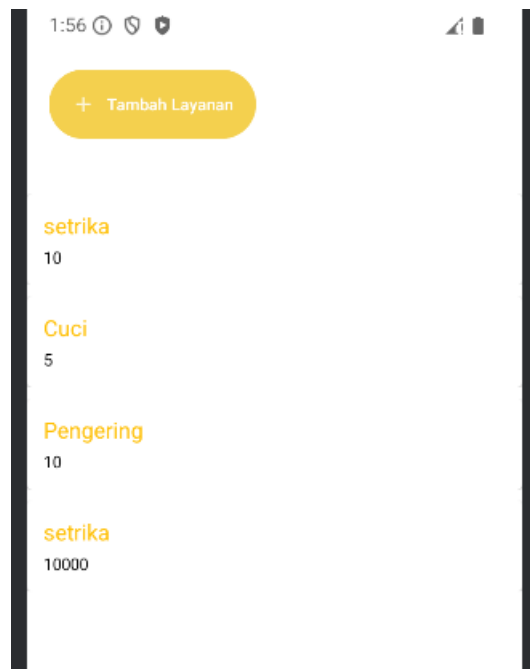 1:56
+ Tambah Layanan
setrika
10
Cuci
5
Pengering
10
setrika
10000